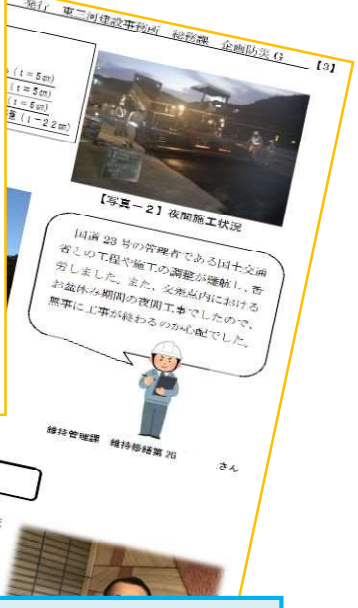 発行 東三河建設事務所 総務課 企画防災G 【3】
(t=5㎝)
(t=5㎝)
(t=5㎝)
(t=22㎝)
【写真-2】夜間施工状況
国道23号の管理者である国土交通
省との工程や施工の調整が難航し、苦
労しました。また、交差点内における
お盆休み期間の夜間工事でしたので、
無事に工事が終わるのか心配でした。
維持管理課 維持修繕第2G さん